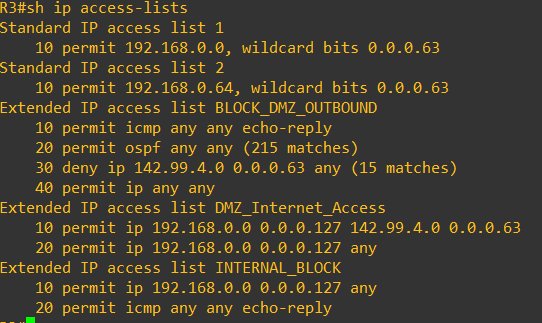 R3#sh ip access-lists
Standard IP access list 1
    10 permit 192.168.0.0, wildcard bits 0.0.0.63
Standard IP access list 2
    10 permit 192.168.0.64, wildcard bits 0.0.0.63
Extended IP access list BLOCK_DMZ_OUTBOUND
    10 permit icmp any any echo-reply
    20 permit ospf any any (215 matches)
    30 deny ip 142.99.4.0 0.0.0.63 any (15 matches)
    40 permit ip any any
Extended IP access list DMZ_Internet_Access
    10 permit ip 192.168.0.0 0.0.0.127 142.99.4.0 0.0.0.63
    20 permit ip 192.168.0.0 0.0.0.127 any
Extended IP access list INTERNAL_BLOCK
    10 permit ip 192.168.0.0 0.0.0.127 any
    20 permit icmp any any echo-reply